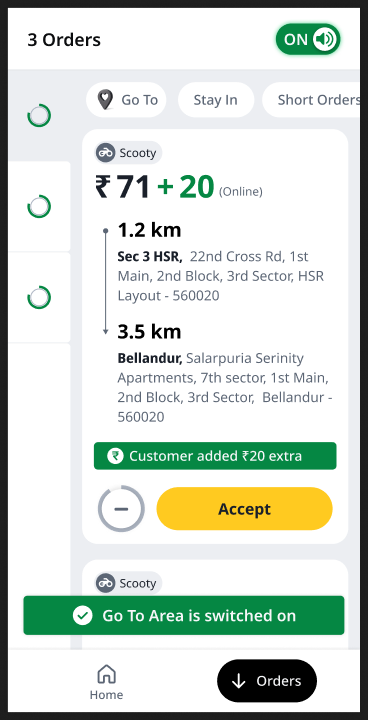 3 Orders
ON
Go To
Stay In
Short Orders
Scooty
₹ 71 + 20 (Online)
1.2 km
Sec 3 HSR, 22nd Cross Rd, 1st
Main, 2nd Block, 3rd Sector, HSR
Layout - 560020
3.5 km
Bellandur, Salarpuria Serinity
Apartments, 7th sector, 1st Main,
2nd Block, 3rd Sector, Bellandur -
560020
₹ Customer added ₹20 extra
Accept
Scooty
Go To Area is switched on
Home
Orders